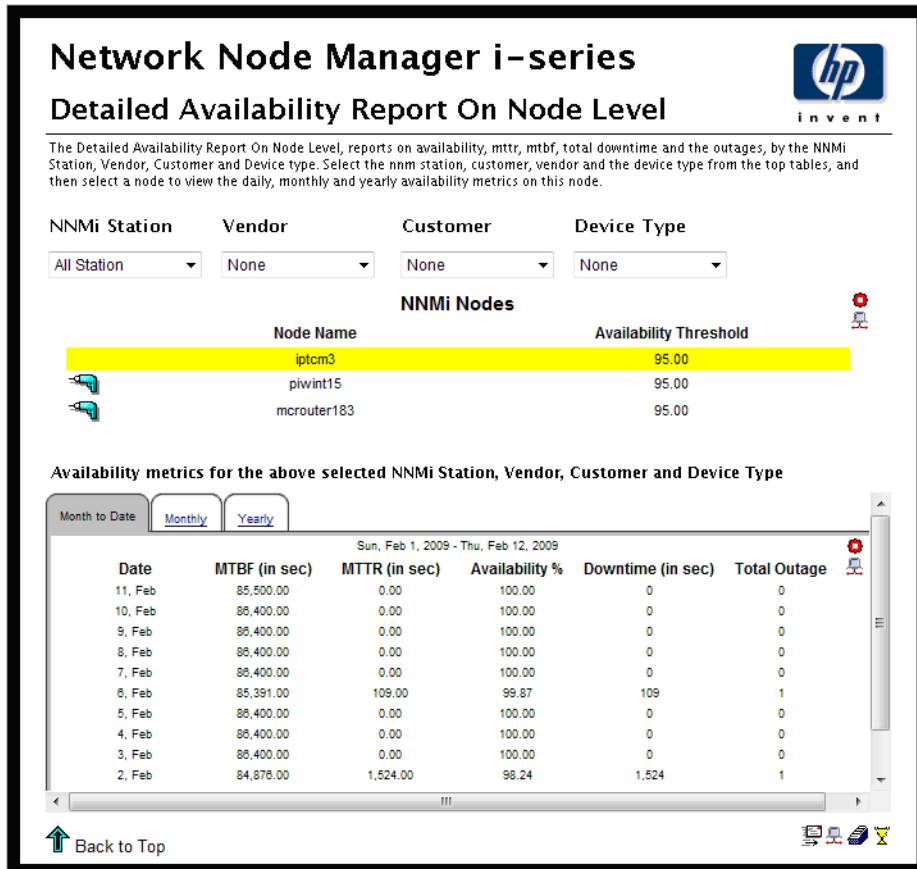 Network Node Manager i-series
Detailed Availability Report On Node Level
hp
invent
The Detailed Availability Report On Node Level, reports on availability, mttr, mtbf, total downtime and the outages, by the NNMi
Station, Vendor, Customer and Device type. Select the nnm station, customer, vendor and the device type from the top tables, and
then select a node to view the daily, monthly and yearly availability metrics on this node.
NNMi Station Vendor Customer Device Type
All Station None None None
NNMi Nodes
Node Name Availability Threshold
iptcm3 95.00
piwint15 95.00
mcrouter183 95.00
Availability metrics for the above selected NNMi Station, Vendor, Customer and Device Type
Month to Date Monthly Yearly
Sun, Feb 1, 2009 - Thu, Feb 12, 2009
Date MTBF (in sec) MTTR (in sec) Availability % Downtime (in sec) Total Outage
11, Feb 85,500.00 0.00 100.00 0 0
10, Feb 86,400.00 0.00 100.00 0 0
9, Feb 86,400.00 0.00 100.00 0 0
8, Feb 86,400.00 0.00 100.00 0 0
7, Feb 86,400.00 0.00 100.00 0 0
6, Feb 85,391.00 109.00 99.87 109 1
5, Feb 86,400.00 0.00 100.00 0 0
4, Feb 86,400.00 0.00 100.00 0 0
3, Feb 86,400.00 0.00 100.00 0 0
2, Feb 84,876.00 1,524.00 98.24 1,524 1
Back to Top